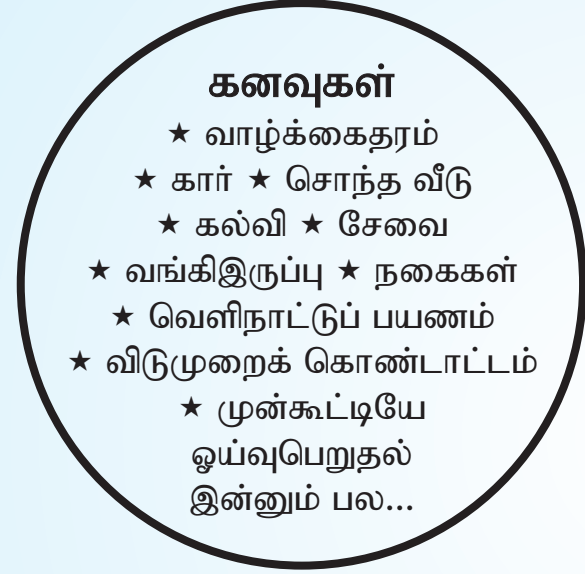 கனவுகள்
★ வாழ்க்கைதரம்
★ கார் ★ சொந்த வீடு
★ கல்வி ★ சேவை
★ வங்கிஇருப்பு ★ நகைகள்
★ வெளிநாட்டுப் பயணம்
★ விடுமுறைக் கொண்டாட்டம்
★ முன்கூட்டியே
ஓய்வுபெறுதல்
இன்னும் பல...